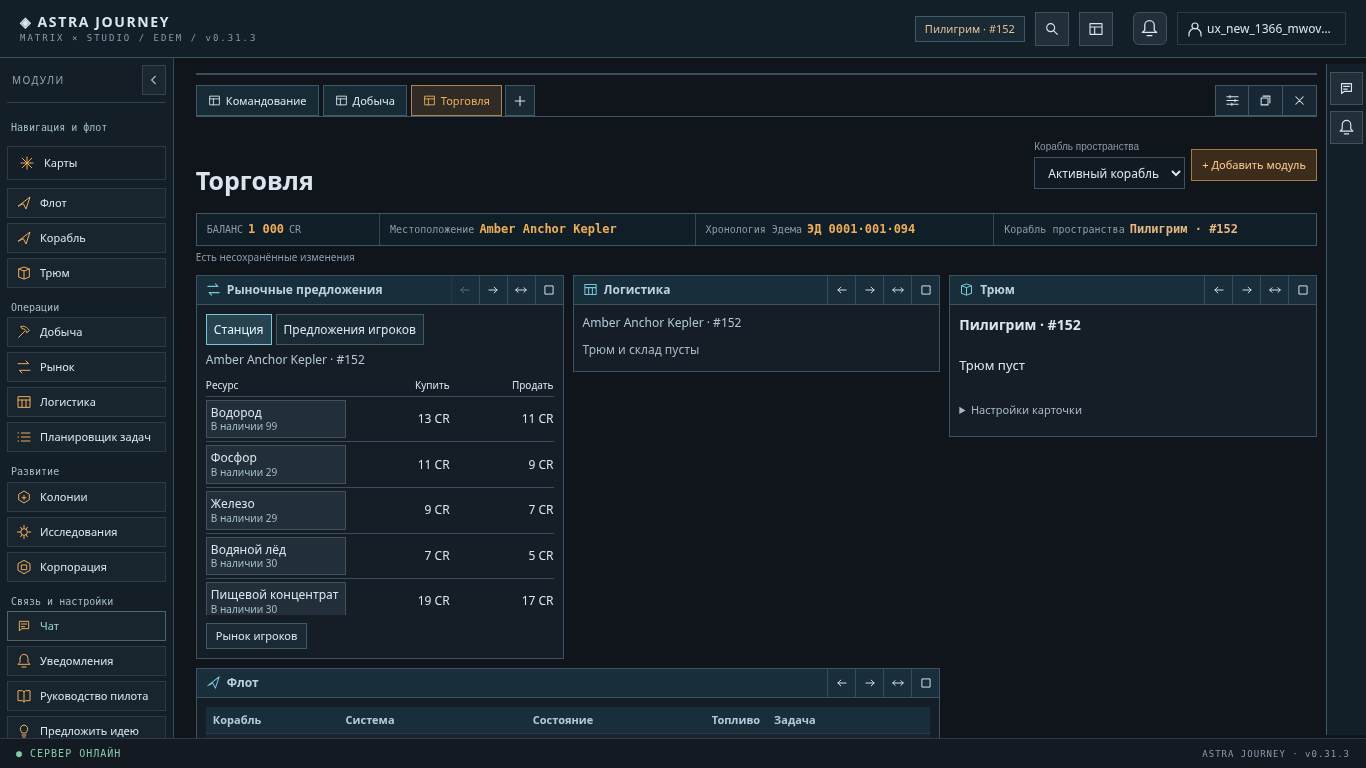 ◈ ASTRA JOURNEY
MATRIX × STUDIO / EDEM / v0.31.3
Пилигрим · #152
ux_new_1366_mwov...
МОДУЛИ
Навигация и флот
Карты
Флот
Корабль
Трюм
Операции
Добыча
Рынок
Логистика
Планировщик задач
Развитие
Колонии
Исследования
Корпорация
Связь и настройки
Чат
Уведомления
Руководство пилота
Предложить идею
Командование
Добыча
Торговля
Торговля
Корабль пространства
Активный корабль
+ Добавить модуль
БАЛАНС 1 000 CR
Местоположение Amber Anchor Kepler
Хронология Эдема ЭД 0001·001·094
Корабль пространства Пилигрим · #152
Есть несохранённые изменения
Рыночные предложения
Станция
Предложения игроков
Amber Anchor Kepler · #152
Ресурс Купить Продать
Водород
В наличии 99
13 CR 11 CR
Фосфор
В наличии 29
11 CR 9 CR
Железо
В наличии 29
9 CR 7 CR
Водяной лёд
В наличии 30
7 CR 5 CR
Пищевой концентрат
В наличии 30
19 CR 17 CR
Рынок игроков
Логистика
Amber Anchor Kepler · #152
Трюм и склад пусты
Трюм
Пилигрим · #152
Трюм пуст
Настройки карточки
Флот
Корабль Система Состояние Топливо Задача
СЕРВЕР ОНЛАЙН
ASTRA JOURNEY · v0.31.3